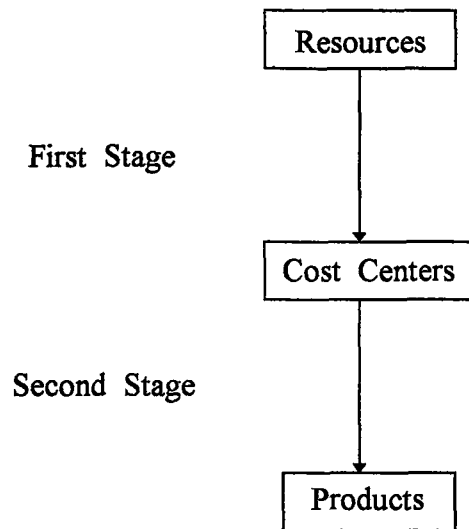 Resources
First Stage
Cost Centers
Second Stage
Products